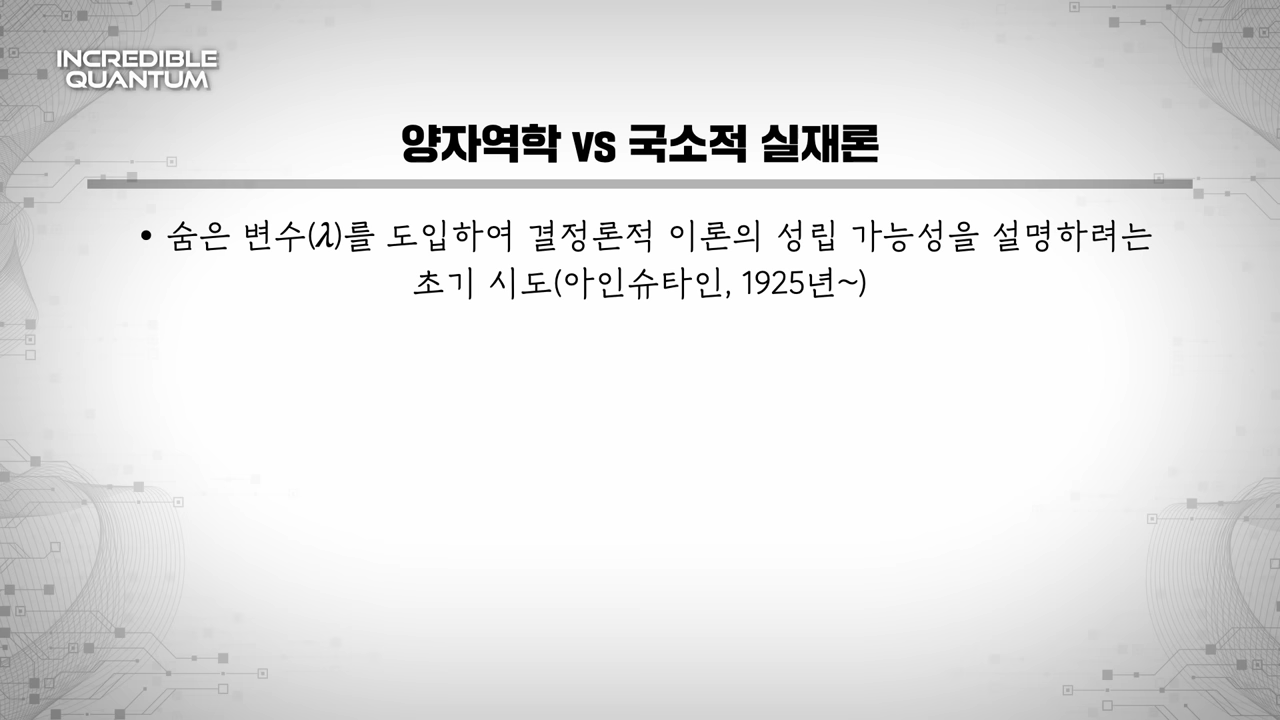 INCREDIBLE
QUANTUM
양자역학 vs 국소적 실재론
• 숨은 변수(λ)를 도입하여 결정론적 이론의 성립 가능성을 설명하려는
초기 시도(아인슈타인, 1925년~)